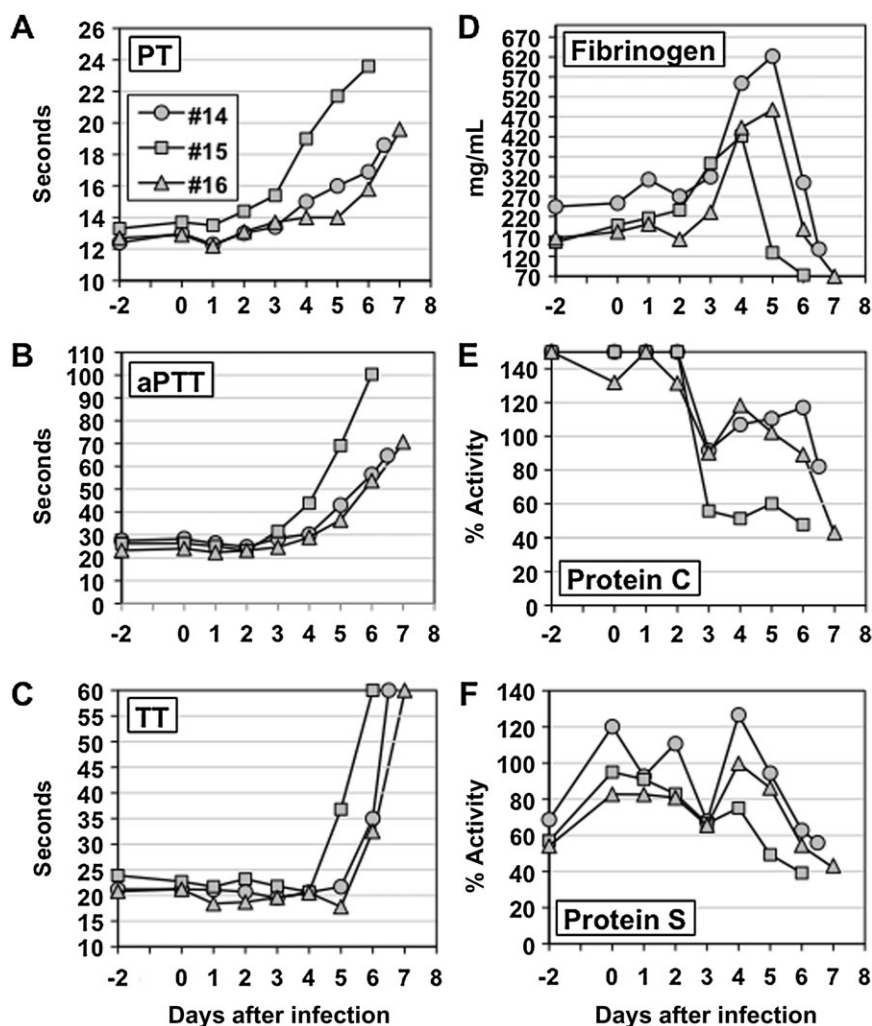 A
PT
Seconds
26
24
22
20
18
16
14
12
10
#14
#15
#16
-2 0 1 2 3 4 5 6 7 8
B
aPTT
Seconds
110
100
90
80
70
60
50
40
30
20
10
0
-2 0 1 2 3 4 5 6 7 8
C
TT
Seconds
60
55
50
45
40
35
30
25
20
15
10
-2 0 1 2 3 4 5 6 7 8
Days after infection
D
Fibrinogen
mg/mL
670
620
570
520
470
420
370
320
270
220
170
120
70
-2 0 1 2 3 4 5 6 7 8
E
% Activity
140
120
100
80
60
40
20
0
Protein C
-2 0 1 2 3 4 5 6 7 8
F
% Activity
140
120
100
80
60
40
20
0
Protein S
-2 0 1 2 3 4 5 6 7 8
Days after infection